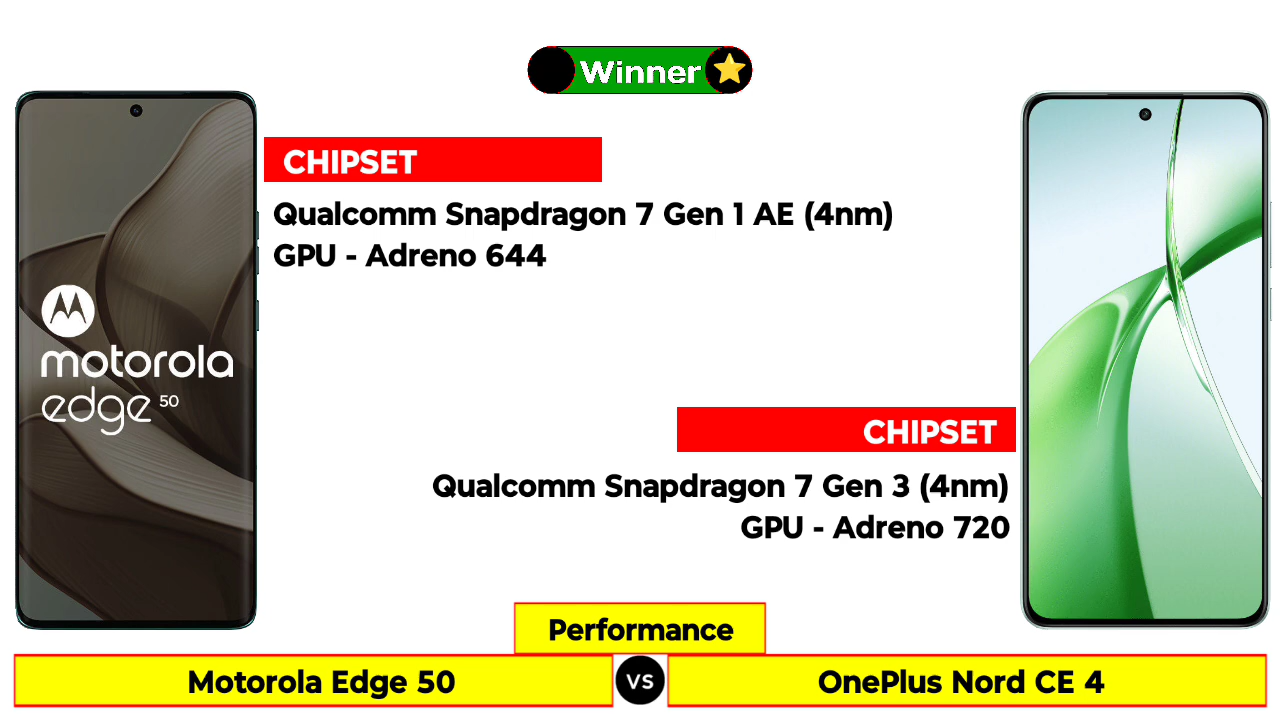 Winner
CHIPSET
Qualcomm Snapdragon 7 Gen 1 AE (4nm)
GPU - Adreno 644
motorola
edge 50
CHIPSET
Qualcomm Snapdragon 7 Gen 3 (4nm)
GPU - Adreno 720
Performance
Motorola Edge 50
VS
OnePlus Nord CE 4